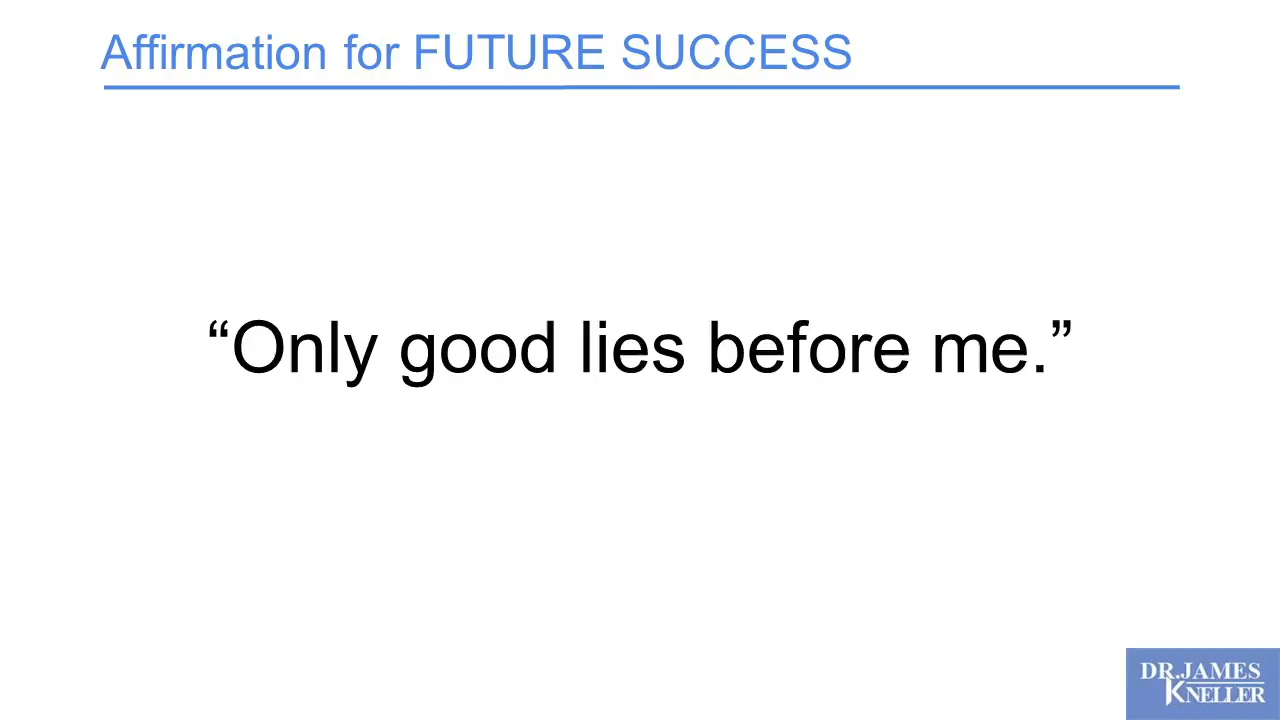 Affirmation for FUTURE SUCCESS
“Only good lies before me.”
DR.JAMES
KNELLER